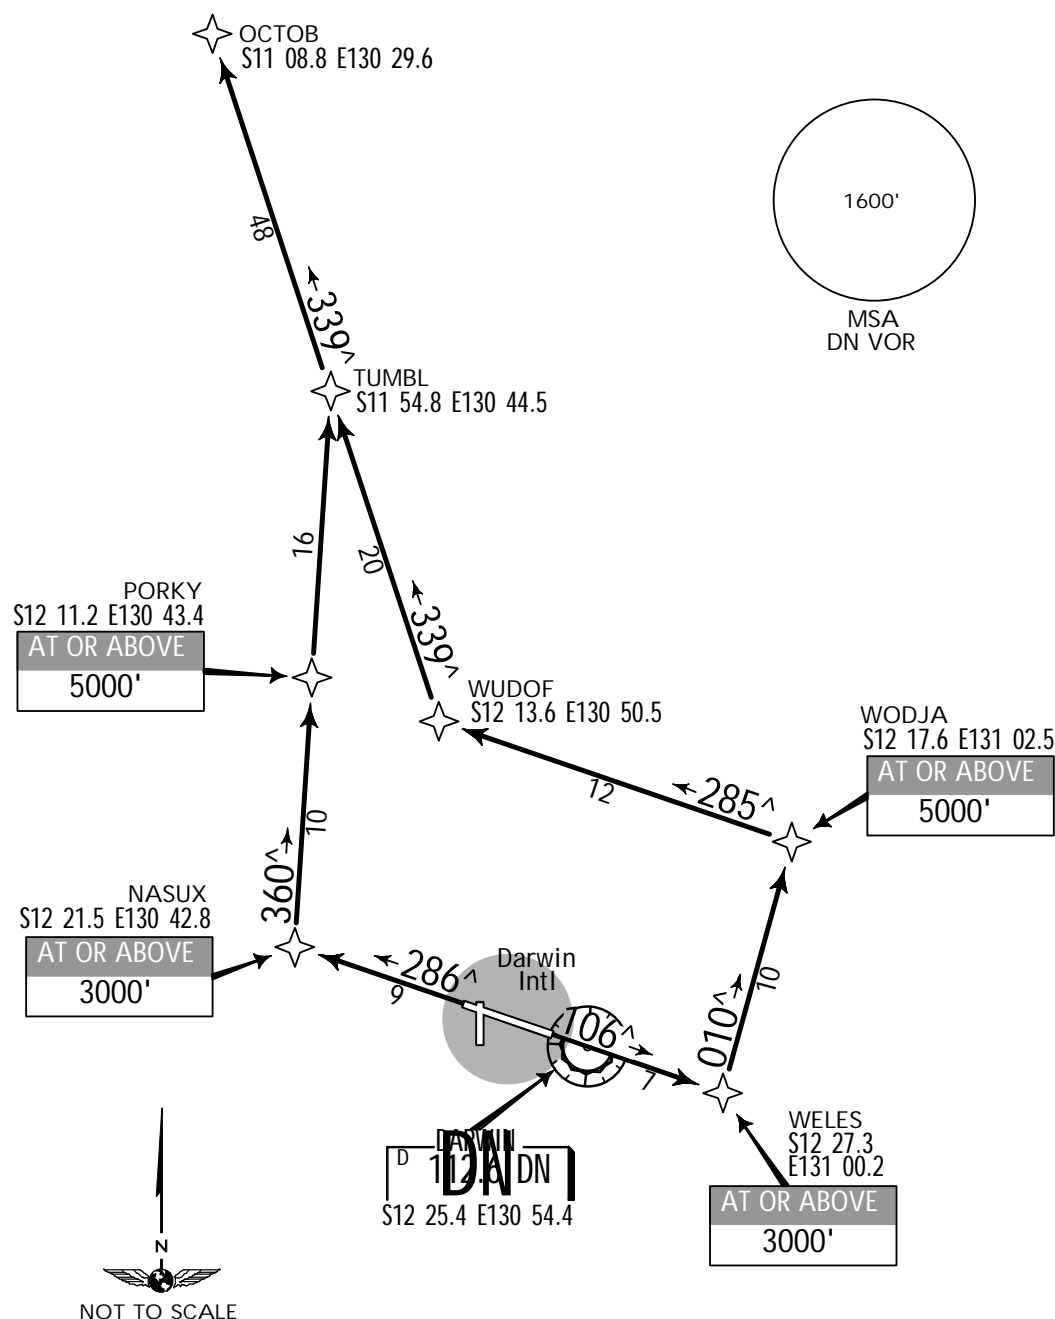 OCTOB
S11 08.8 E130 29.6
1600'
MSA
DN VOR
48
339^
TUMBL
S11 54.8 E130 44.5
16
20
PORKY
S12 11.2 E130 43.4
AT OR ABOVE
5000'
339^
WUDOF
S12 13.6 E130 50.5
WODJA
S12 17.6 E131 02.5
AT OR ABOVE
5000'
285^
12
10
360^
NASUX
S12 21.5 E130 42.8
AT OR ABOVE
3000'
286^
9
Darwin
Intl
106^
7
010^
10
WELES
S12 27.3
E131 00.2
AT OR ABOVE
3000'
DARWIN
D 112.6 DN
DN
S12 25.4 E130 54.4
N
NOT TO SCALE